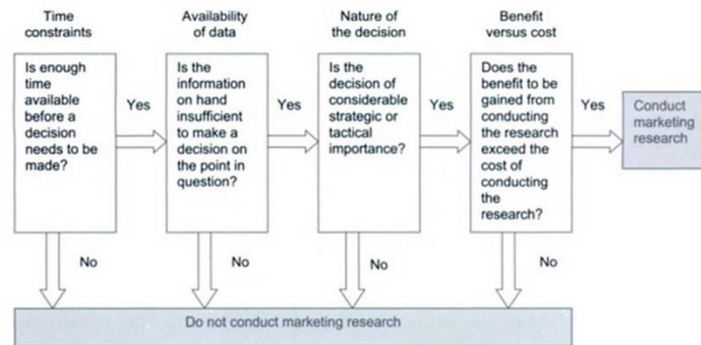 Time
constraints
Availability
of data
Nature of
the decision
Benefit
versus cost
Is enough
time
available
before a
decision
needs to be
made?
Yes
Is the
information
on hand
insufficient
to make a
decision on
the point in
question?
Yes
Is the
decision of
considerable
strategic or
tactical
importance?
Yes
Does the
benefit to be
gained from
conducting
the research
exceed the
cost of
conducting
the
research?
Yes
Conduct
marketing
research
No
No
No
No
Do not conduct marketing research